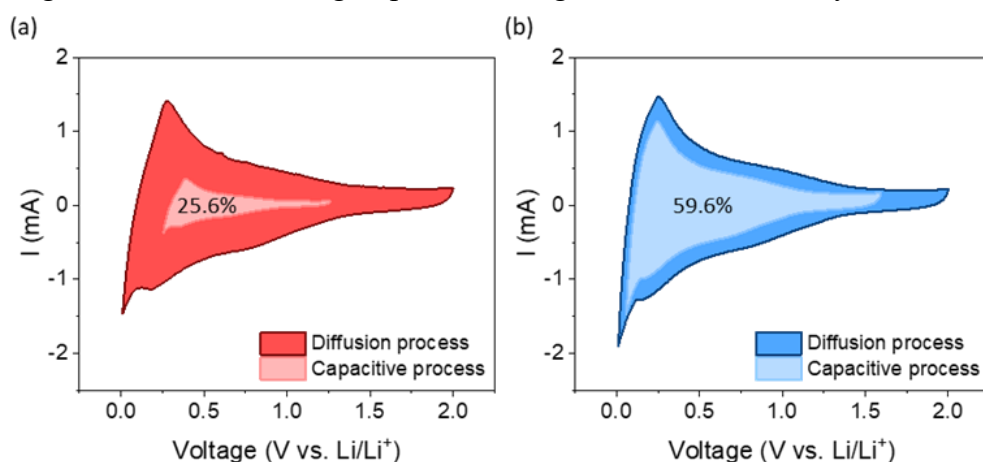 (a)
2
1
0
-1
-2
I (mA)
25.6%
Diffusion process
Capacitive process
0.0 0.5 1.0 1.5 2.0
Voltage (V vs. Li/Li⁺)
(b)
2
1
0
-1
-2
I (mA)
59.6%
Diffusion process
Capacitive process
0.0 0.5 1.0 1.5 2.0
Voltage (V vs. Li/Li⁺)